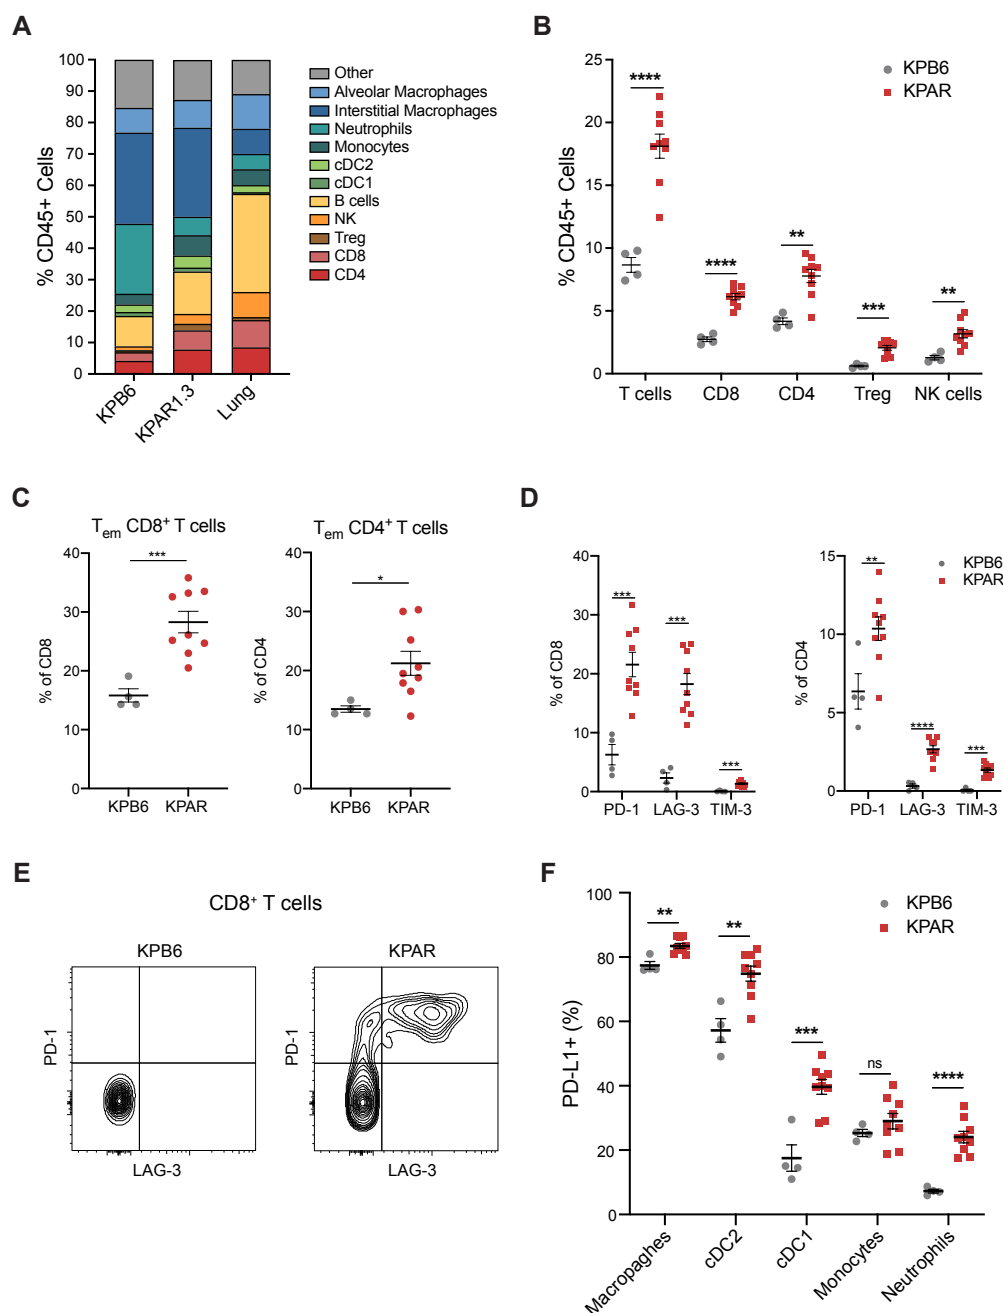 A
100
80
60
40
20
0
% CD45+ Cells
KPB6
KPAR1.3
Lung
Other
Alveolar Macrophages
Interstitial Macrophages
Neutrophils
Monocytes
cDC2
cDC1
B cells
NK
Treg
CD8
CD4
B
25
20
15
10
5
0
% CD45+ Cells
KPB6
KPAR
****
****
**
***
**
T cells
CD8
CD4
Treg
NK cells
C
Tem CD8+ T cells
40
30
20
10
0
% of CD8
***
KPB6
KPAR
Tem CD4+ T cells
40
30
20
10
0
% of CD4
*
KPB6
KPAR
D
40
30
20
10
0
% of CD8
***
***
***
PD-1
LAG-3
TIM-3
15
10
5
0
% of CD4
**
****
***
PD-1
LAG-3
TIM-3
KPB6
KPAR
E
CD8+ T cells
KPB6
KPAR
PD-1
LAG-3
PD-1
LAG-3
F
100
80
60
40
20
0
PD-L1+ (%)
KPB6
KPAR
**
**
***
ns
****
Macropaghes
cDC2
cDC1
Monocytes
Neutrophils